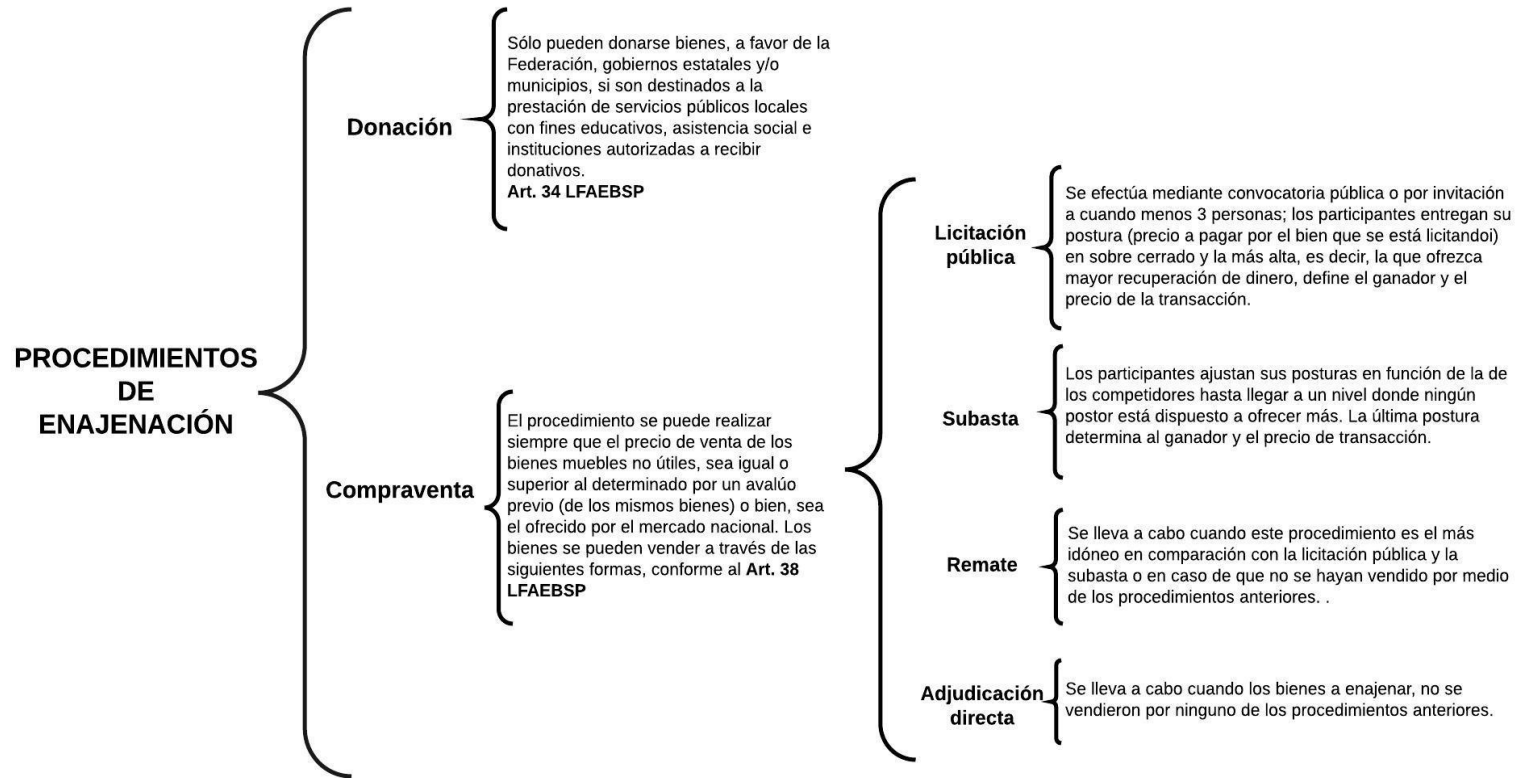 PROCEDIMIENTOS
DE
ENAJENACIÓN
Donación
Sólo pueden donarse bienes, a favor de la
Federación, gobiernos estatales y/o
municipios, si son destinados a la
prestación de servicios públicos locales
con fines educativos, asistencia social e
instituciones autorizadas a recibir
donativos.
Art. 34 LFAEBSP
Compraventa
El procedimiento se puede realizar
siempre que el precio de venta de los
bienes muebles no útiles, sea igual o
superior al determinado por un avalúo
previo (de los mismos bienes) o bien, sea
el ofrecido por el mercado nacional. Los
bienes se pueden vender a través de las
siguientes formas, conforme al Art. 38
LFAEBSP
Licitación
pública
Se efectúa mediante convocatoria pública o por invitación
a cuando menos 3 personas; los participantes entregan su
postura (precio a pagar por el bien que se está licitandoi)
en sobre cerrado y la más alta, es decir, la que ofrezca
mayor recuperación de dinero, define el ganador y el
precio de la transacción.
Subasta
Los participantes ajustan sus posturas en función de la de
los competidores hasta llegar a un nivel donde ningún
postor está dispuesto a ofrecer más. La última postura
determina al ganador y el precio de transacción.
Remate
Se lleva a cabo cuando este procedimiento es el más
idóneo en comparación con la licitación pública y la
subasta o en caso de que no se hayan vendido por medio
de los procedimientos anteriores. .
Adjudicación
directa
Se lleva a cabo cuando los bienes a enajenar, no se
vendieron por ninguno de los procedimientos anteriores.